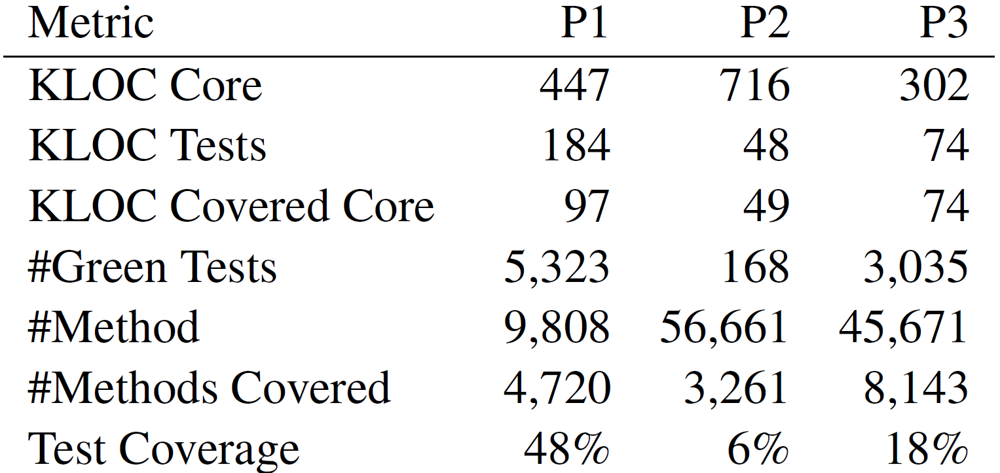 Metric P1 P2 P3
KLOC Core 447 716 302
KLOC Tests 184 48 74
KLOC Covered Core 97 49 74
#Green Tests 5,323 168 3,035
#Method 9,808 56,661 45,671
#Methods Covered 4,720 3,261 8,143
Test Coverage 48% 6% 18%